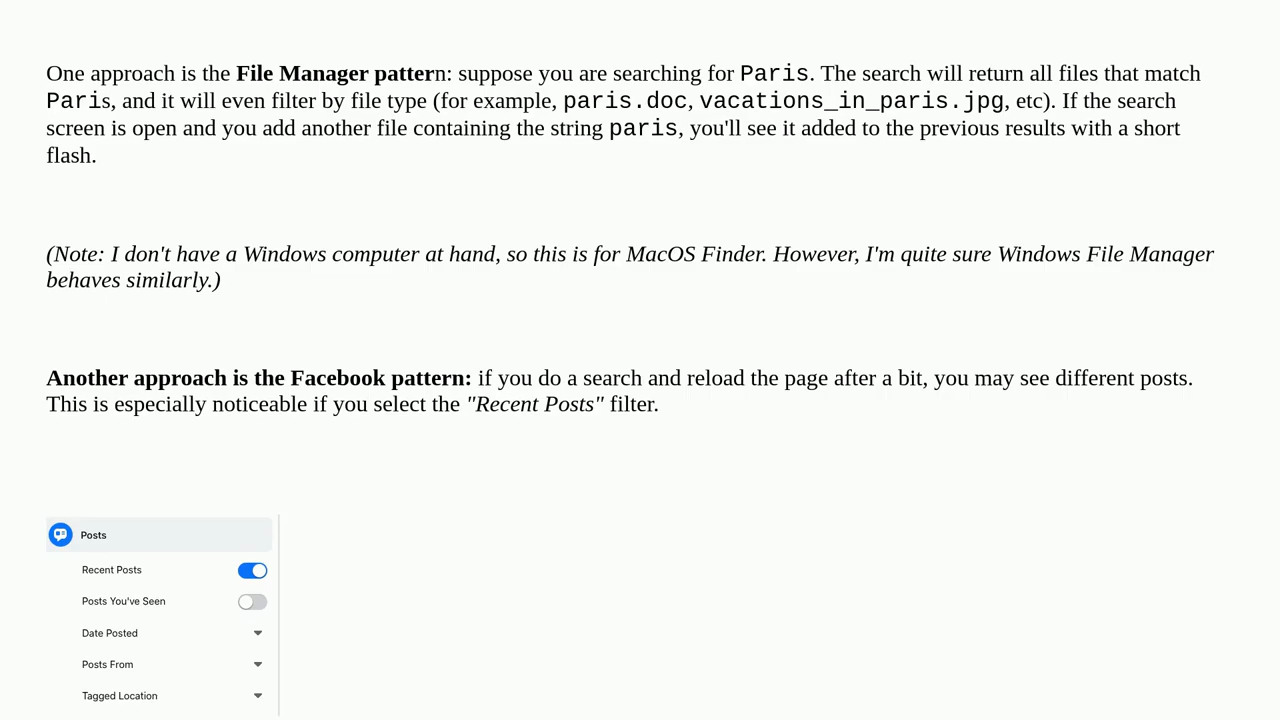 One approach is the File Manager pattern: suppose you are searching for Paris. The search will return all files that match
Paris, and it will even filter by file type (for example, paris.doc, vacations_in_paris.jpg, etc). If the search
screen is open and you add another file containing the string paris, you'll see it added to the previous results with a short
flash.
(Note: I don't have a Windows computer at hand, so this is for MacOS Finder. However, I'm quite sure Windows File Manager
behaves similarly.)
Another approach is the Facebook pattern: if you do a search and reload the page after a bit, you may see different posts.
This is especially noticeable if you select the "Recent Posts" filter.
Posts
Recent Posts
Posts You've Seen
Date Posted
Posts From
Tagged Location